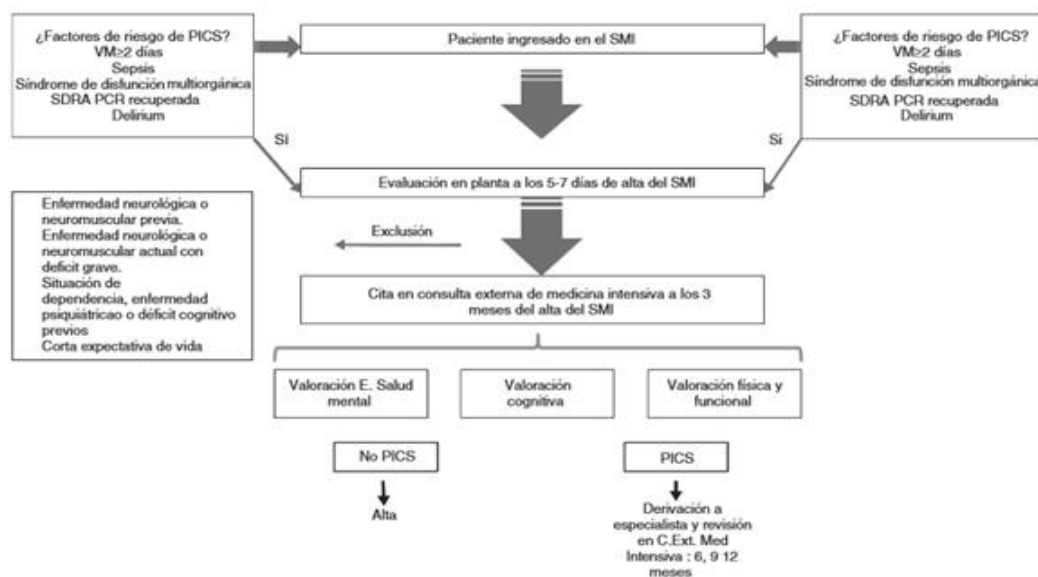 ¿Factores de riesgo de PICS?
VM≥2 días
Sepsis
Síndrome de disfunción multiorgánica
SDRA PCR recuperada
Delirium
Paciente ingresado en el SMI
¿Factores de riesgo de PICS?
VM≥2 días
Sepsis
Síndrome de disfunción multiorgánica
SDRA PCR recuperada
Delirium
Sí
Sí
Evaluación en planta a los 5-7 días de alta del SMI
Enfermedad neurológica o
neuromuscular previa.
Enfermedad neurológica o
neuromuscular actual con
deficit grave.
Situación de
dependencia, enfermedad
psiquiátricao o déficit cognitivo
previos
Corta expectativa de vida
Exclusión
Cita en consulta externa de medicina intensiva a los 3
meses del alta del SMI
Valoración E. Salud
mental
Valoración
cognitiva
Valoración física y
funcional
No PICS
PICS
Alta
Derivación a
especialista y revisión
en C.Ext. Med
Intensiva : 6, 9 12
meses